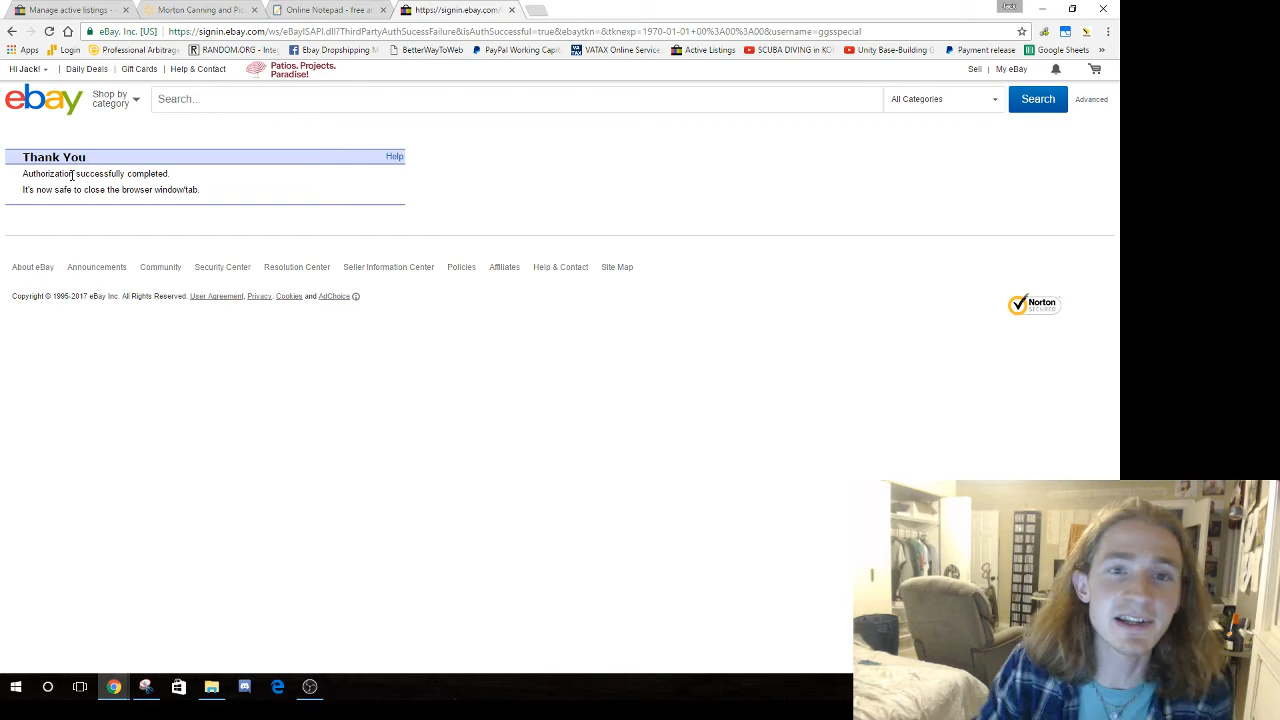 Manage active listings -
Morton Canning and Pic
Online Notepad - free o
https://signin.ebay.com/
Jack
eBay, Inc. [US]
https://signin.ebay.com/ws/eBayISAPI.dll?
yAuthSucessFailure&isAuthSuccessful=true&ebaytkn=&tknexp=1970-01-01+00%3A00%3A00&username=ggsspecial
Apps
Login
Professional Arbitrag
RANDOM.ORG - Inte
Ebay Dropshipping M
BetterWayToWeb
PayPal Working Capit
VATAX Online Service
Active Listings
SCUBA DIVING in KO
Unity Base-Building G
Payment release
Google Sheets
»
Hi Jack!
Daily Deals
Gift Cards
Help & Contact
Patios. Projects.
Paradise!
Sell
My eBay
ebay
Shop by
category
Search...
All Categories
Search
Advanced
Thank You
Help
Authorization successfully completed.
It's now safe to close the browser window/tab.
About eBay
Announcements
Community
Security Center
Resolution Center
Seller Information Center
Policies
Affiliates
Help & Contact
Site Map
Copyright © 1995-2017 eBay Inc. All Rights Reserved. User Agreement, Privacy, Cookies and AdChoice
Norton
SECURED